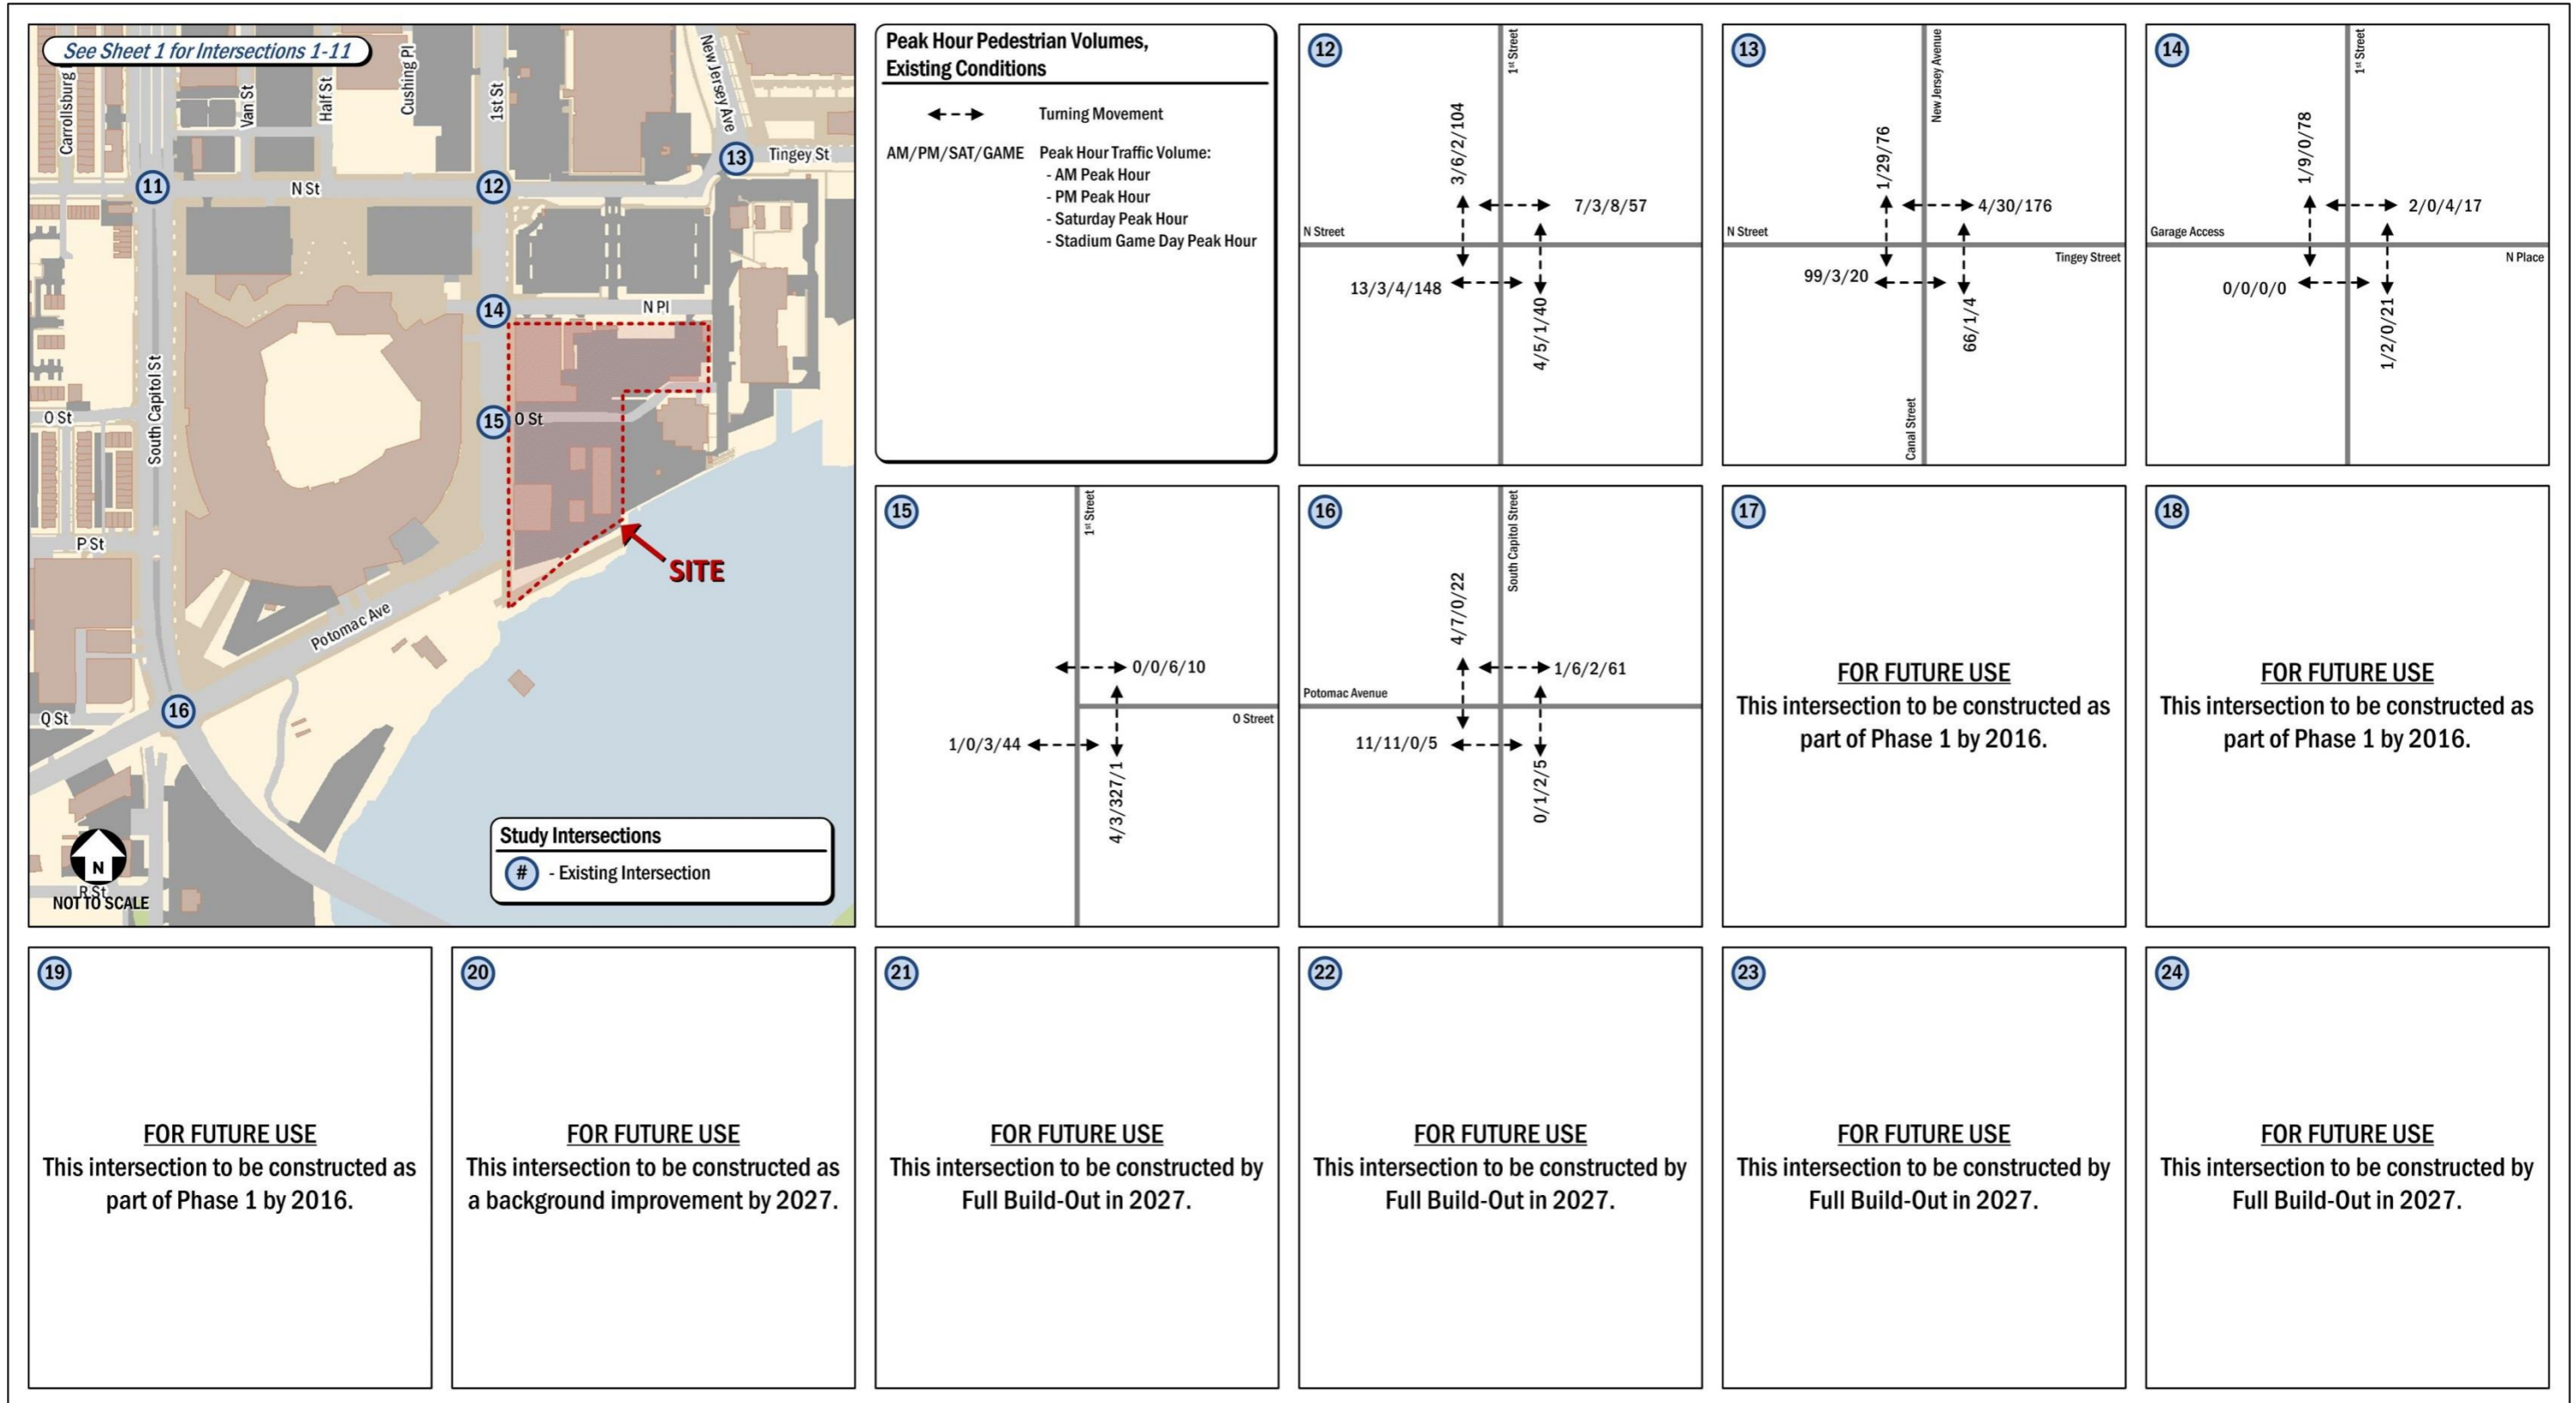 See Sheet 1 for Intersections 1-11
Carrollsburg
Van St
Half St
Cushing Pl
1st St
New Jersey Ave
13
Tingey St
11
N St
12
14
N Pl
South Capitol St
O St
15
O St
P St
SITE
Potomac Ave
16
Q St
N
R St
NOT TO SCALE
Study Intersections
# - Existing Intersection
Peak Hour Pedestrian Volumes,
Existing Conditions
Turning Movement
AM/PM/SAT/GAME Peak Hour Traffic Volume:
- AM Peak Hour
- PM Peak Hour
- Saturday Peak Hour
- Stadium Game Day Peak Hour
12
1st Street
3/6/2/104
7/3/8/57
N Street
13/3/4/148
4/5/1/40
13
New Jersey Avenue
1/29/76
4/30/176
N Street
Tingey Street
99/3/20
66/1/4
Canal Street
14
1st Street
1/9/0/78
2/0/4/17
Garage Access
N Place
0/0/0/0
1/2/0/21
15
1st Street
0/0/6/10
O Street
1/0/3/44
4/3/327/1
16
South Capitol Street
4/7/0/22
1/6/2/61
Potomac Avenue
11/11/0/5
0/1/2/5
17
FOR FUTURE USE
This intersection to be constructed as
part of Phase 1 by 2016.
18
FOR FUTURE USE
This intersection to be constructed as
part of Phase 1 by 2016.
19
FOR FUTURE USE
This intersection to be constructed as
part of Phase 1 by 2016.
20
FOR FUTURE USE
This intersection to be constructed as
a background improvement by 2027.
21
FOR FUTURE USE
This intersection to be constructed by
Full Build-Out in 2027.
22
FOR FUTURE USE
This intersection to be constructed by
Full Build-Out in 2027.
23
FOR FUTURE USE
This intersection to be constructed by
Full Build-Out in 2027.
24
FOR FUTURE USE
This intersection to be constructed by
Full Build-Out in 2027.